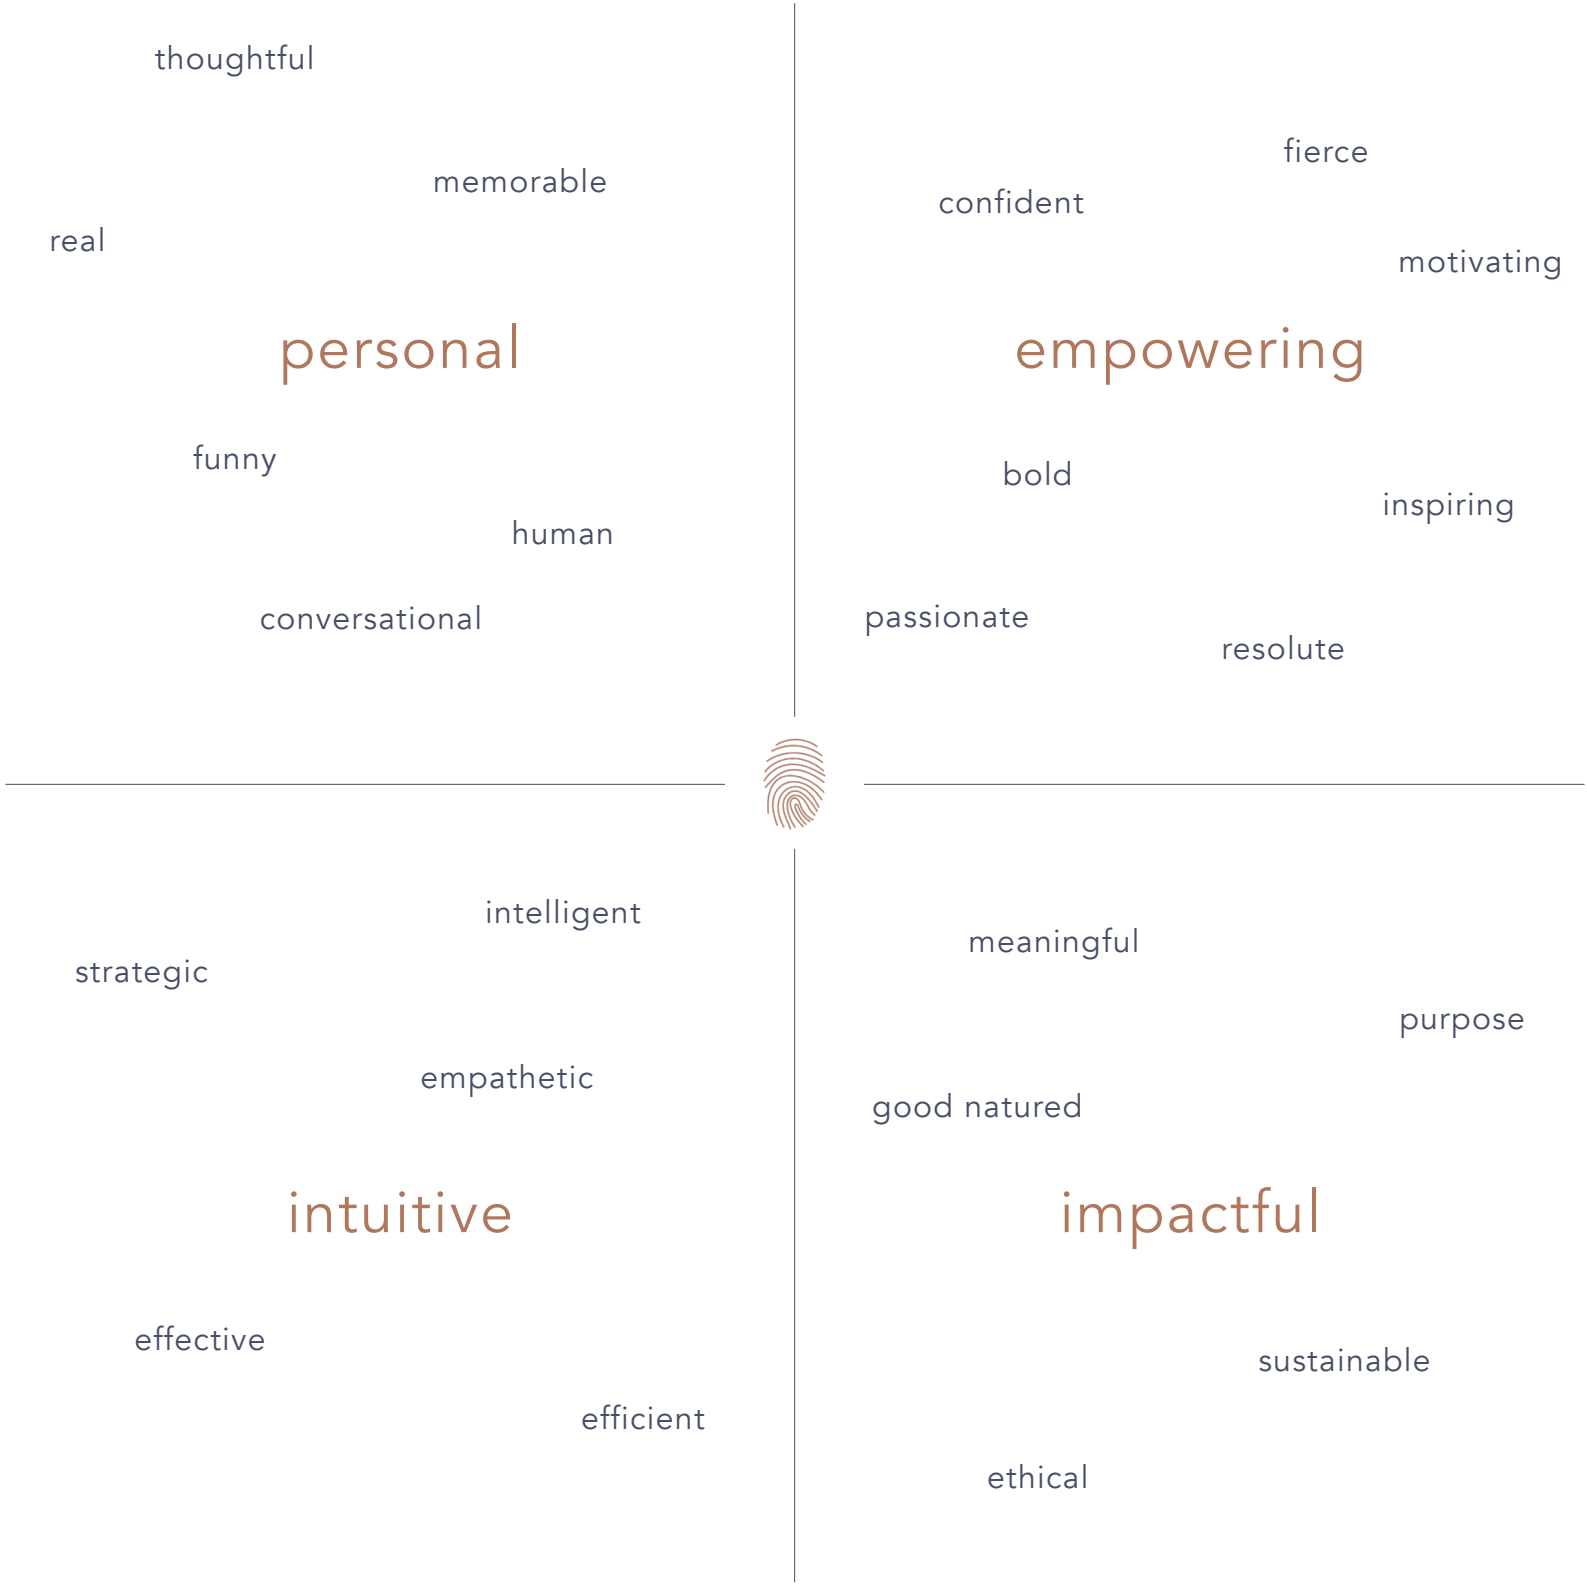 thoughtful
memorable
real
personal
funny
human
conversational
fierce
confident
motivating
empowering
bold
inspiring
passionate
resolute
intelligent
strategic
empathetic
intuitive
effective
efficient
meaningful
purpose
good natured
impactful
sustainable
ethical